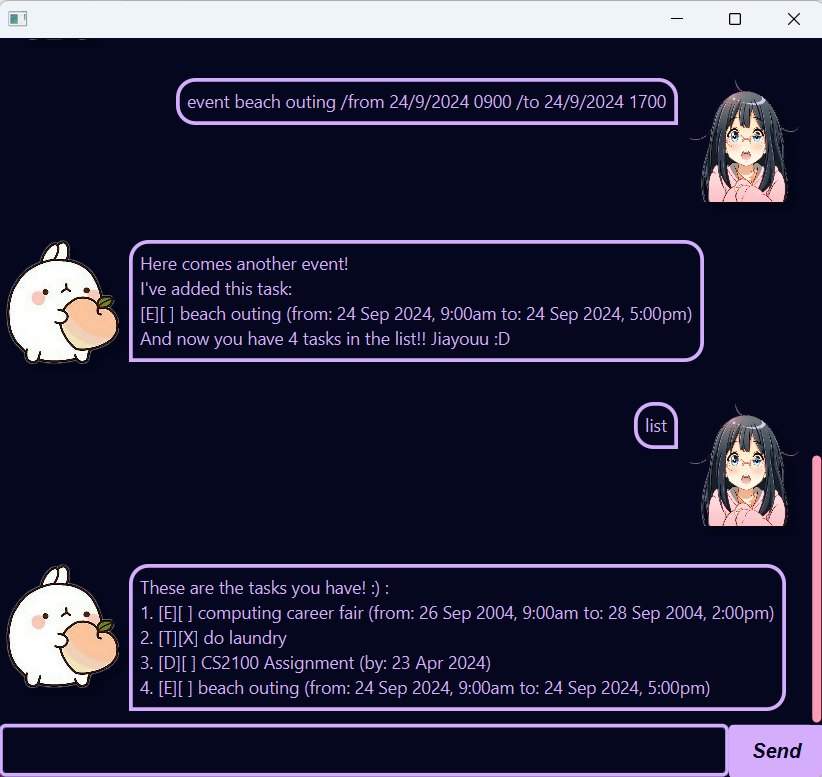 event beach outing /from 24/9/2024 0900 /to 24/9/2024 1700
Here comes another event!
I've added this task:
[E][ ] beach outing (from: 24 Sep 2024, 9:00am to: 24 Sep 2024, 5:00pm)
And now you have 4 tasks in the list!! Jiayouu :D
list
These are the tasks you have! :) :
1. [E][ ] computing career fair (from: 26 Sep 2004, 9:00am to: 28 Sep 2004, 2:00pm)
2. [T][X] do laundry
3. [D][ ] CS2100 Assignment (by: 23 Apr 2024)
4. [E][ ] beach outing (from: 24 Sep 2024, 9:00am to: 24 Sep 2024, 5:00pm)
Send